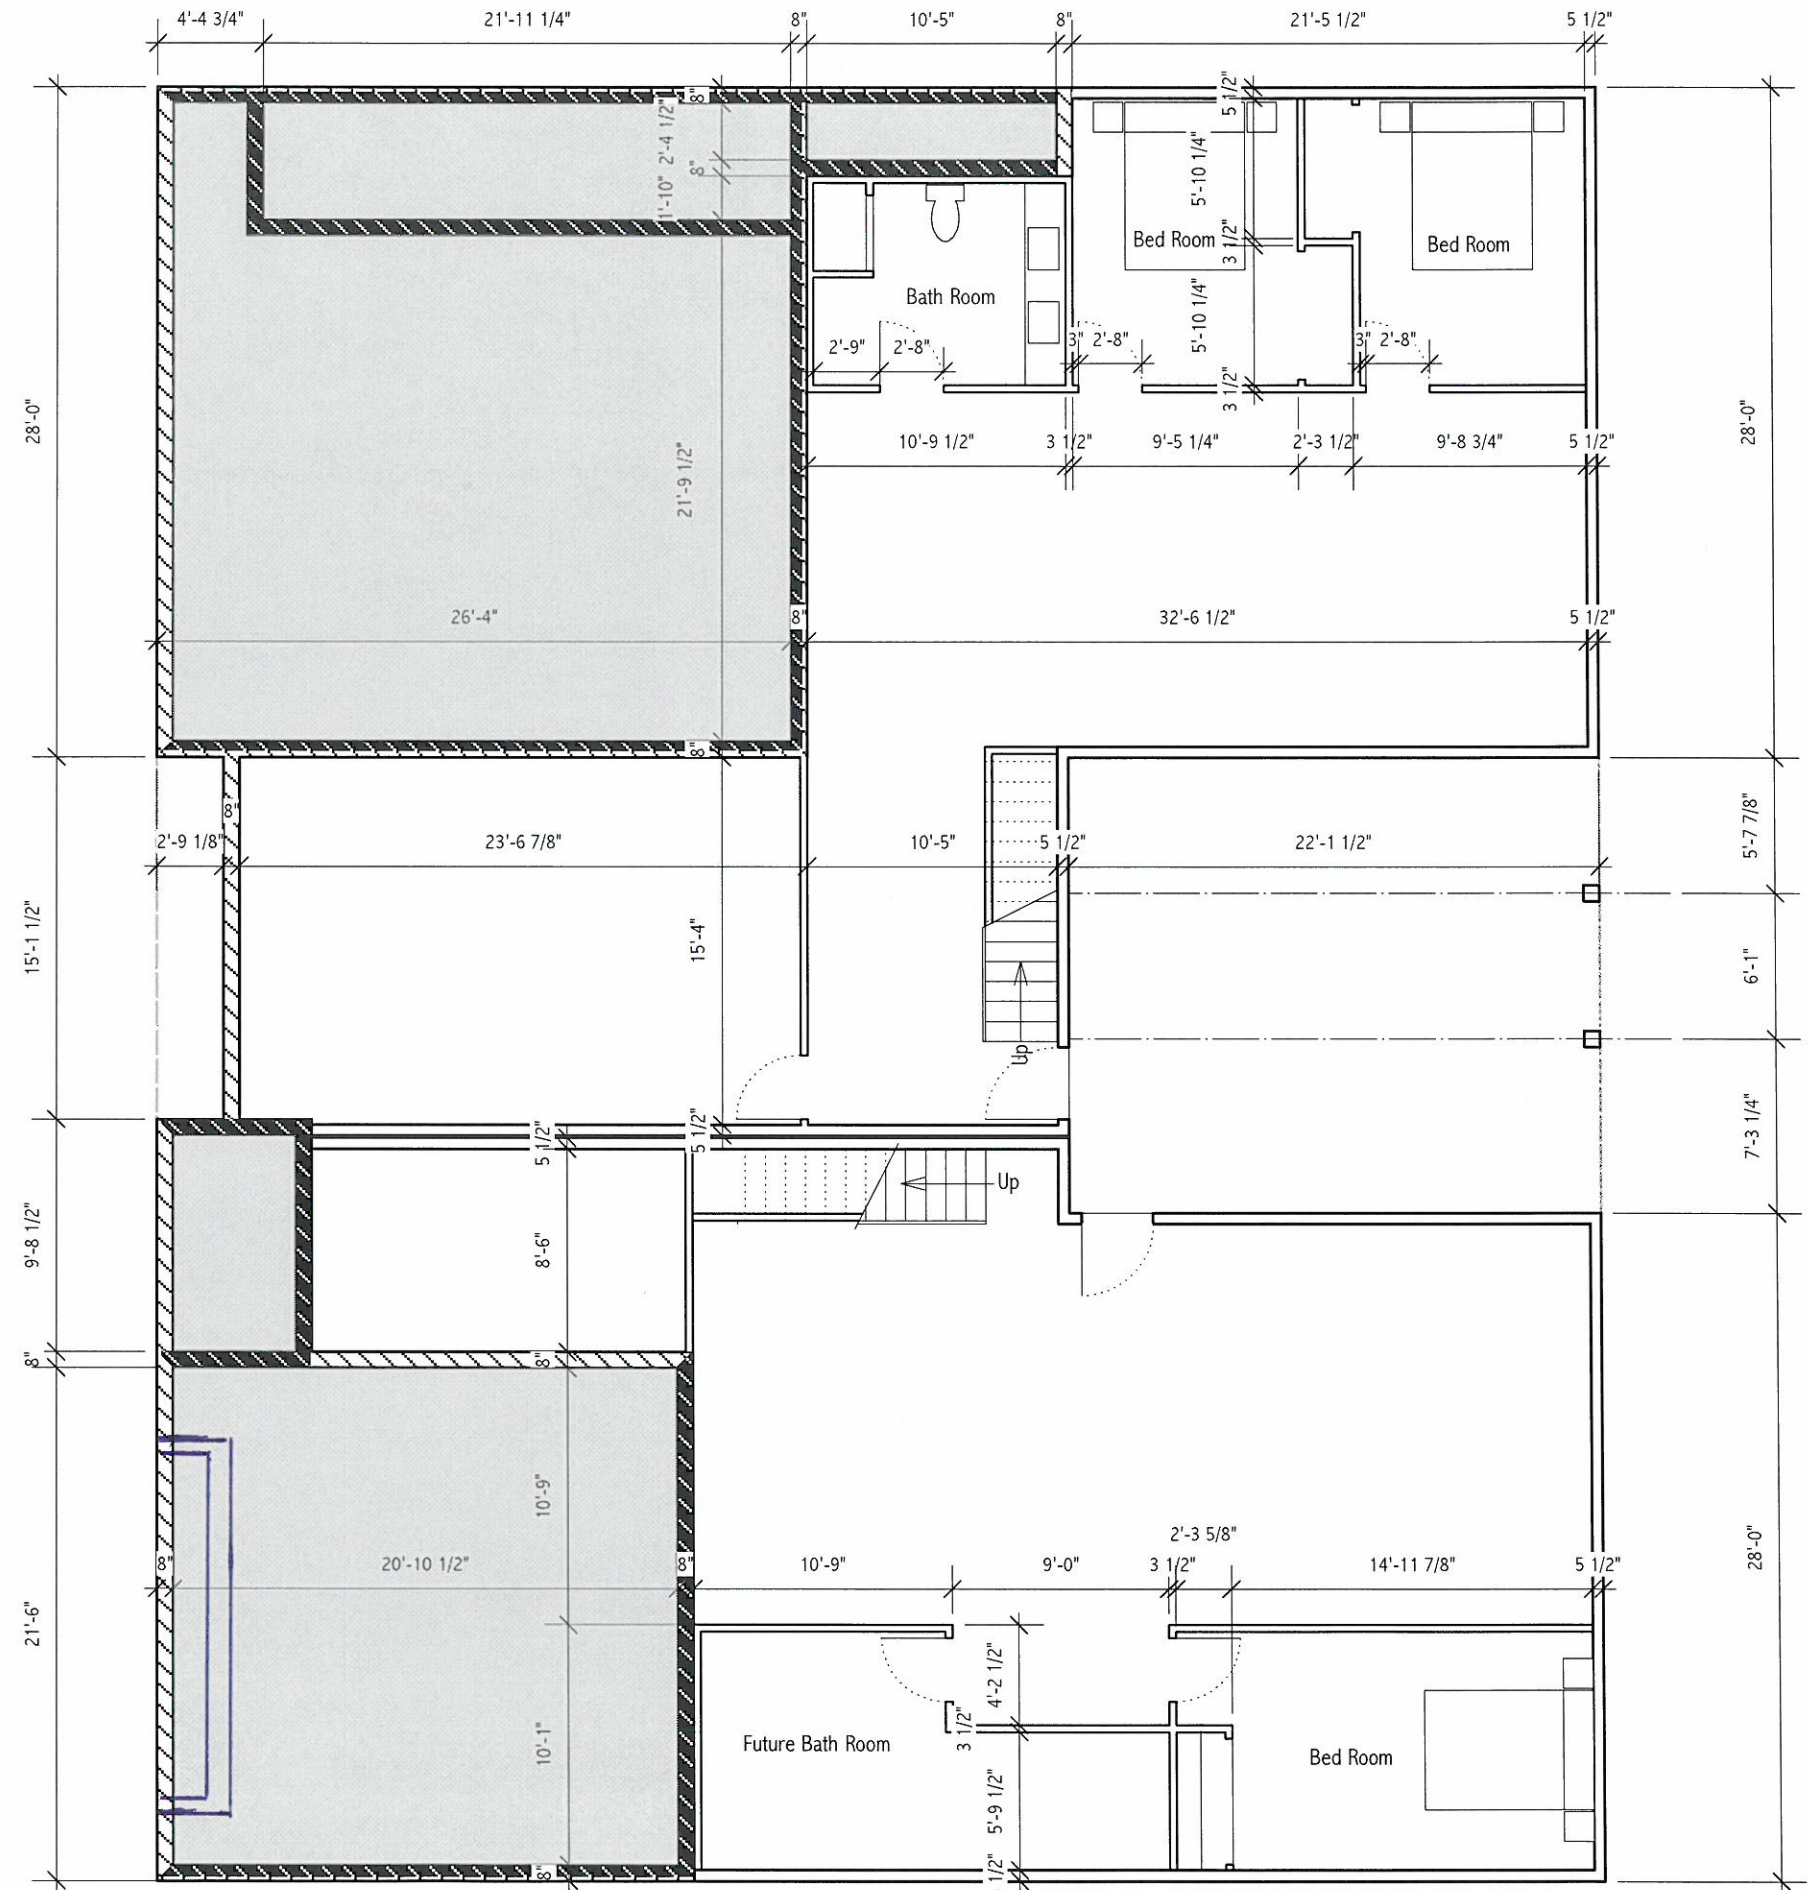 4'-4 3/4" 21'-11 1/4" 8" 10'-5" 8" 21'-5 1/2" 5 1/2"
8"
5 1/2"
2'-4 1/2"
8"
1'-10"
5'-10 1/4"
3 1/2"
Bed Room
Bed Room
Bath Room
5'-10 1/4"
2'-9" 2'-8" 3" 2'-8" 3" 2'-8"
3 1/2"
28'-0"
28'-0"
10'-9 1/2" 3 1/2" 9'-5 1/4" 2'-3 1/2" 9'-8 3/4" 5 1/2"
21'-9 1/2"
26'-4" 8" 32'-6 1/2" 5 1/2"
8"
8"
5'-7 7/8"
2'-9 1/8" 23'-6 7/8" 10'-5" 5 1/2" 22'-1 1/2"
15'-1 1/2"
15'-4"
6'-1"
Up
5 1/2"
5 1/2"
7'-3 1/4"
Up
9'-8 1/2"
8'-6"
8"
8"
10'-9"
2'-3 5/8"
8" 20'-10 1/2" 8" 10'-9" 9'-0" 3 1/2" 14'-11 7/8" 5 1/2"
28'-0"
21'-6"
4'-2 1/2"
3 1/2"
10'-1"
Future Bath Room
Bed Room
5'-9 1/2"
8"
1/2"